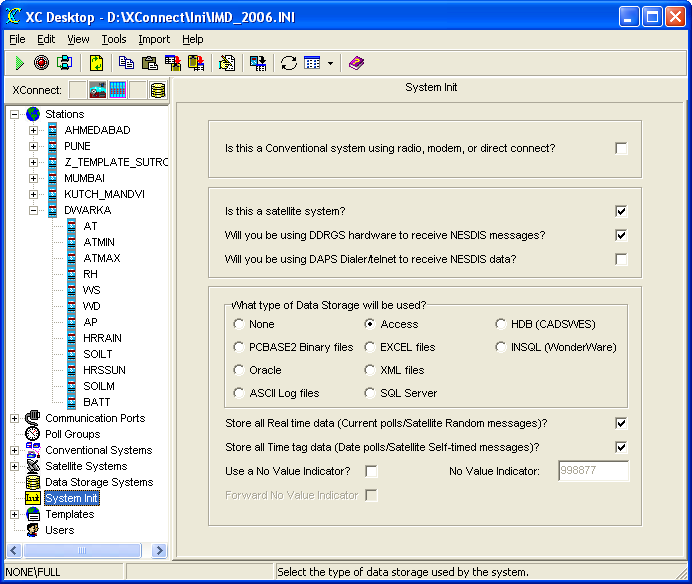 XC Desktop - D:\XConnect\Ini\IMD_2006.INI
File Edit View Tools Import Help
XConnect:
Stations
AHMEDABAD
PUNE
Z_TEMPLATE_SUTRC
MUMBAI
KUTCH_MANDVI
DWARKA
AT
ATMIN
ATMAX
RH
WS
WD
AP
HRRAIN
SOILT
HRSSUN
SOILM
BATT
Communication Ports
Poll Groups
Conventional Systems
Satellite Systems
Data Storage Systems
Init
System Init
Templates
Users
System Init
Is this a Conventional system using radio, modem, or direct connect?
Is this a satellite system?
Will you be using DDRGS hardware to receive NESDIS messages?
Will you be using DAPS Dialer/telnet to receive NESDIS data?
What type of Data Storage will be used?
None Access HDB (CADSWES)
PCBASE2 Binary files EXCEL files INSQL (WonderWare)
Oracle XML files
ASCII Log files SQL Server
Store all Real time data (Current polls/Satellite Random messages)?
Store all Time tag data (Date polls/Satellite Self-timed messages)?
Use a No Value Indicator? No Value Indicator: 998877
Forward No Value Indicator
NONE\FULL
Select the type of data storage used by the system.